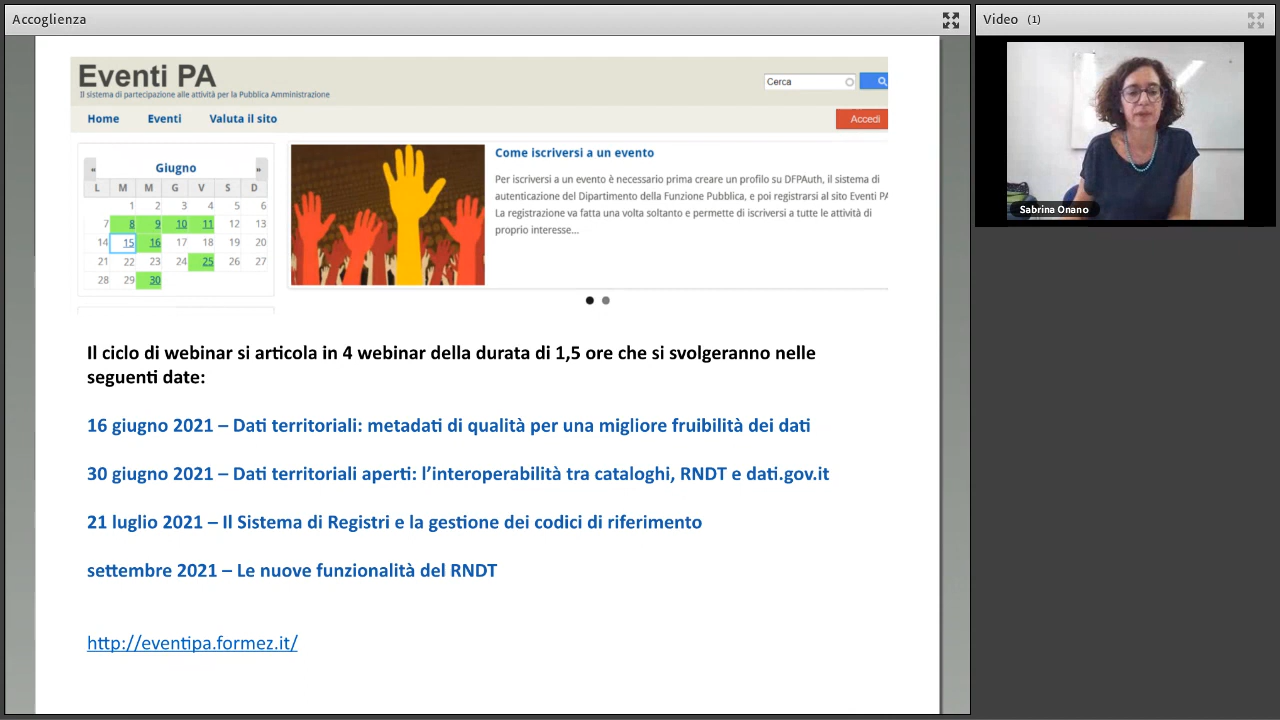 Accoglienza
Video (1)
Eventi PA
Il sistema di partecipazione alle attività per la Pubblica Amministrazione
Cerca
Home Eventi Valuta il sito
Accedi
« Giugno »
L M M G V S D
1 2 3 4 5 6
7 8 9 10 11 12 13
14 15 16 17 18 19 20
21 22 23 24 25 26 27
28 29 30
Come iscriversi a un evento
Per iscriversi a un evento è necessario prima creare un profilo su DFPAuth, il sistema di
autenticazione del Dipartimento della Funzione Pubblica, e poi registrarsi al sito Eventi PA
La registrazione va fatta una volta soltanto e permette di iscriversi a tutte le attività di
proprio interesse...
Sabrina Onano
Il ciclo di webinar si articola in 4 webinar della durata di 1,5 ore che si svolgeranno nelle
seguenti date:
16 giugno 2021 – Dati territoriali: metadati di qualità per una migliore fruibilità dei dati
30 giugno 2021 – Dati territoriali aperti: l’interoperabilità tra cataloghi, RNDT e dati.gov.it
21 luglio 2021 – Il Sistema di Registri e la gestione dei codici di riferimento
settembre 2021 – Le nuove funzionalità del RNDT
http://eventipa.formez.it/